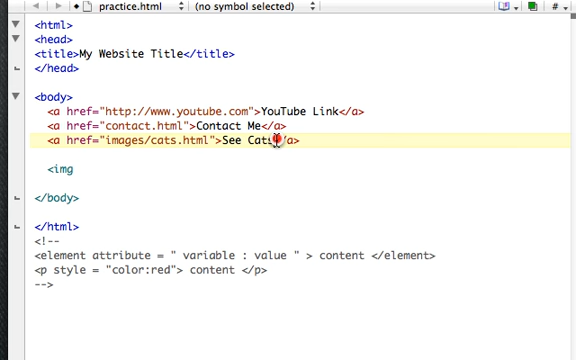 practice.html (no symbol selected) #
<html>
<head>
<title>My Website Title</title>
</head>
<body>
<a href="http://www.youtube.com">YouTube Link</a>
<a href="contact.html">Contact Me</a>
<a href="images/cats.html">See Cats</a>
<img
</body>
</html>
<!--
<element attribute = " variable : value " > content </element>
<p style = "color:red"> content </p>
-->